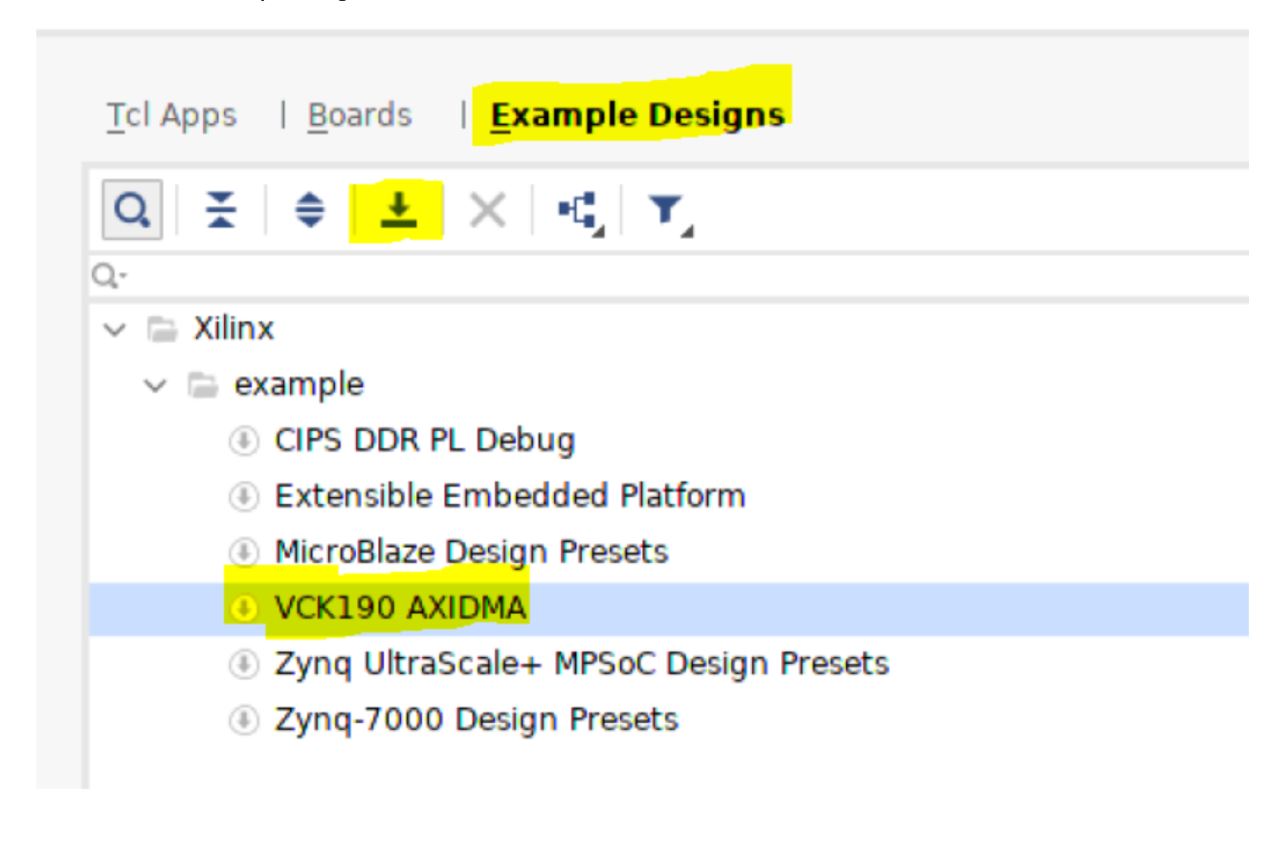 Tcl Apps | Boards | Example Designs
Xilinx
example
CIPS DDR PL Debug
Extensible Embedded Platform
MicroBlaze Design Presets
VCK190 AXIDMA
Zynq UltraScale+ MPSoC Design Presets
Zynq-7000 Design Presets